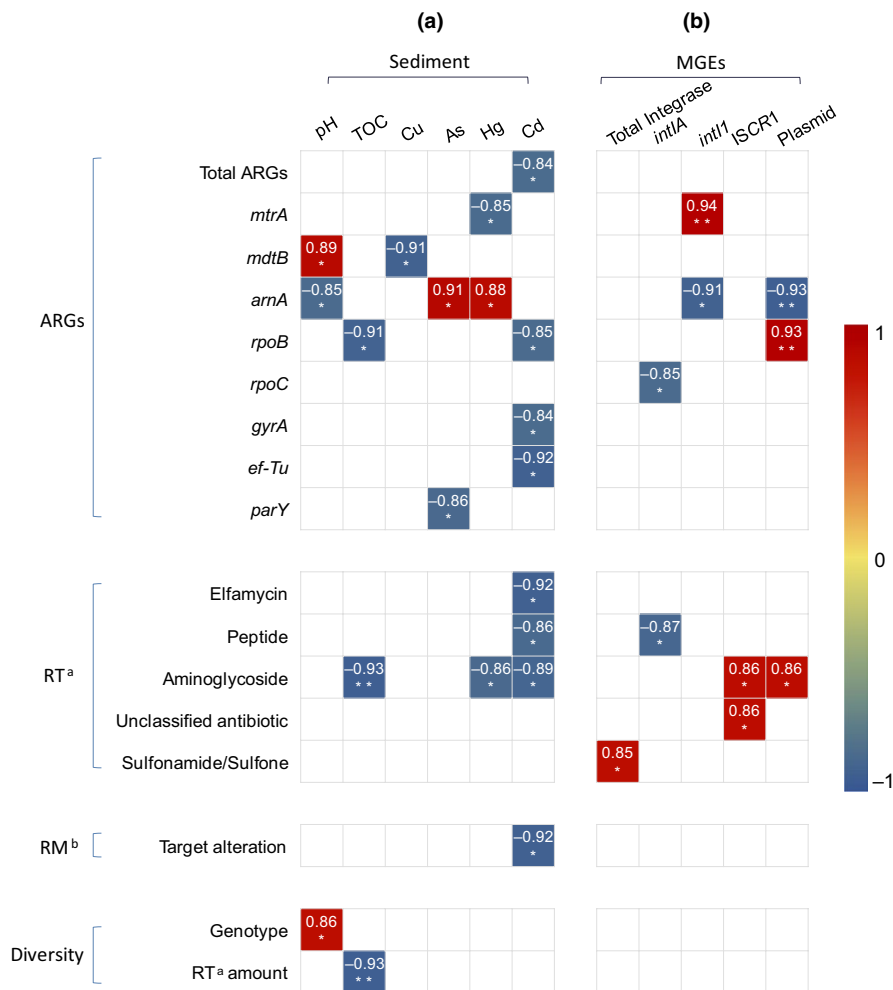 (a) (b)
Sediment MGEs
pH TOC Cu As Hg Cd Total Integrase intIA intI1 ISCR1 Plasmid
ARGs
Total ARGs –0.84 *
mtrA –0.85 * 0.94 * *
mdtB 0.89 * –0.91 *
arnA –0.85 * 0.91 * 0.88 * –0.91 * –0.93 * *
rpoB –0.91 * –0.85 * 0.93 * *
rpoC –0.85 *
gyrA –0.84 *
ef-Tu –0.92 *
parY –0.86 *
RT a
Elfamycin –0.92 *
Peptide –0.86 * –0.87 *
Aminoglycoside –0.93 * * –0.86 * –0.89 * 0.86 * 0.86 *
Unclassified antibiotic 0.86 *
Sulfonamide/Sulfone 0.85 *
RM b
Target alteration –0.92 *
Diversity
Genotype 0.86 *
RT a amount –0.93 * *
1
0
–1